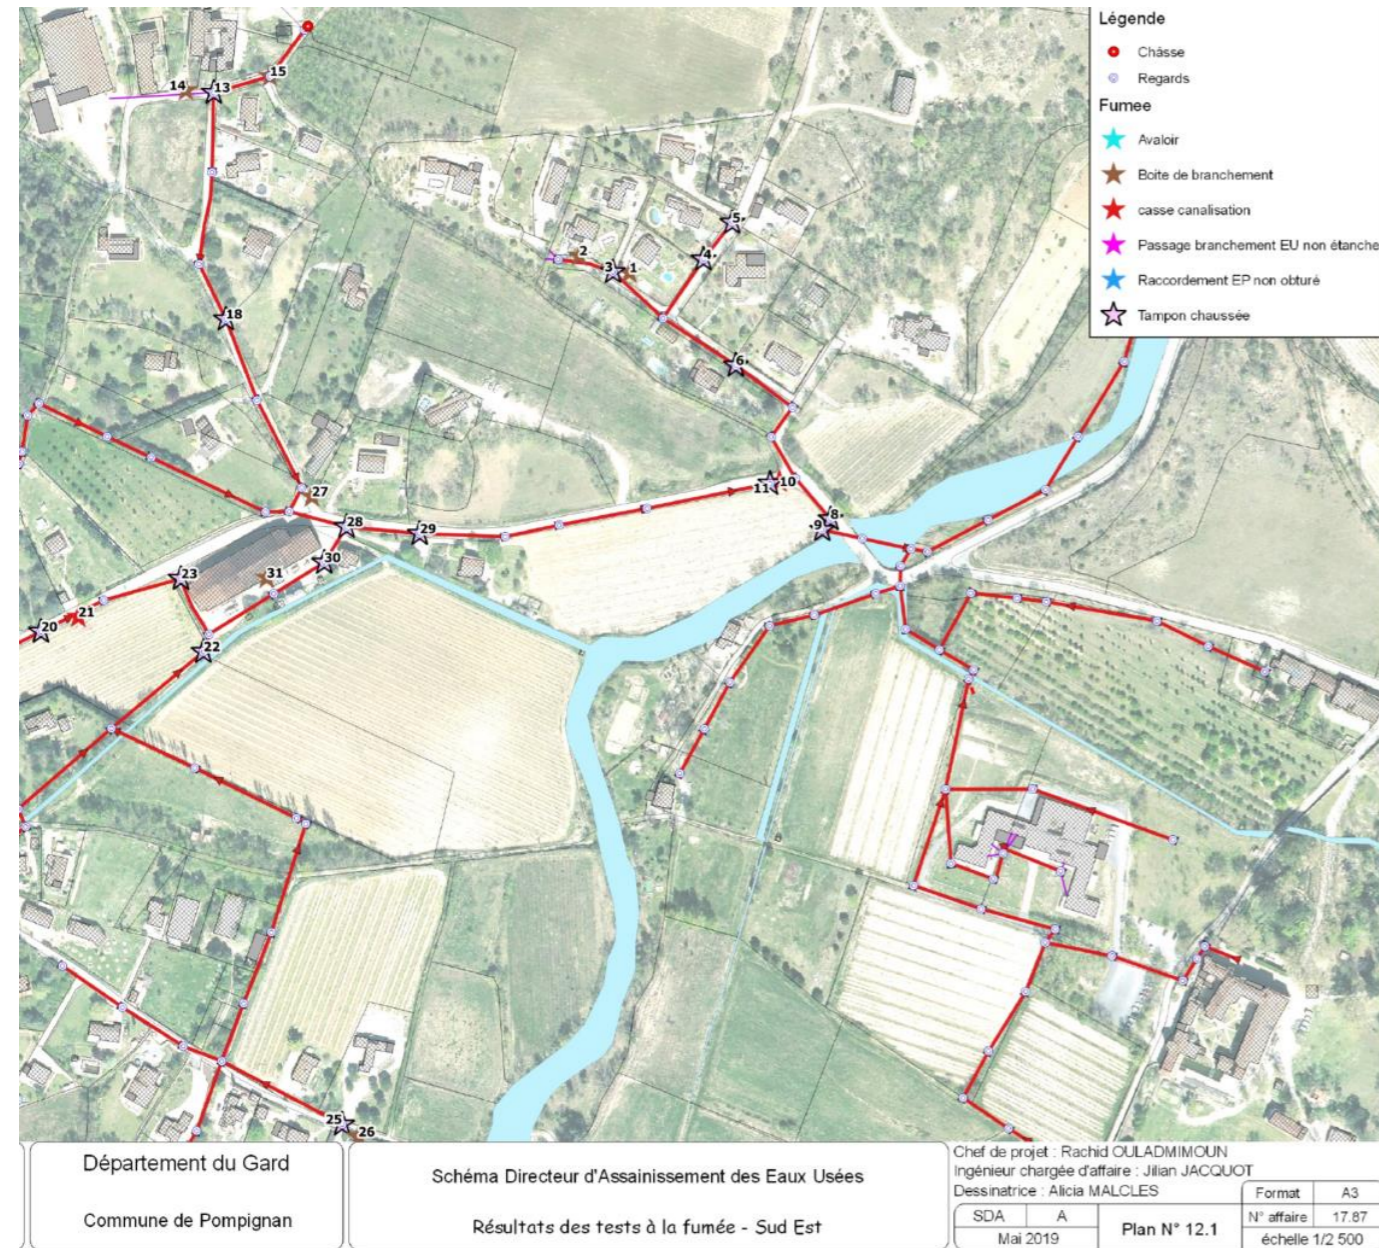 Légende
Châsse
Regards
Fumee
Avaloir
Boite de branchement
casse canalisation
Passage branchement EU non étanche
Raccordement EP non obturé
Tampon chaussée
15
14
13
5
2
4
3
1
18
6
10
11
27
8
28
9
29
30
31
23
21
20
22
25
26
Département du Gard
Commune de Pompignan
Schéma Directeur d'Assainissement des Eaux Usées
Résultats des tests à la fumée - Sud Est
Chef de projet : Rachid OULADMIMOUN
Ingénieur chargée d'affaire : Jilian JACQUOT
Dessinatrice : Alicia MALCLES
Format A3
SDA A
Plan N° 12.1
N° affaire 17.87
Mai 2019
échelle 1/2 500